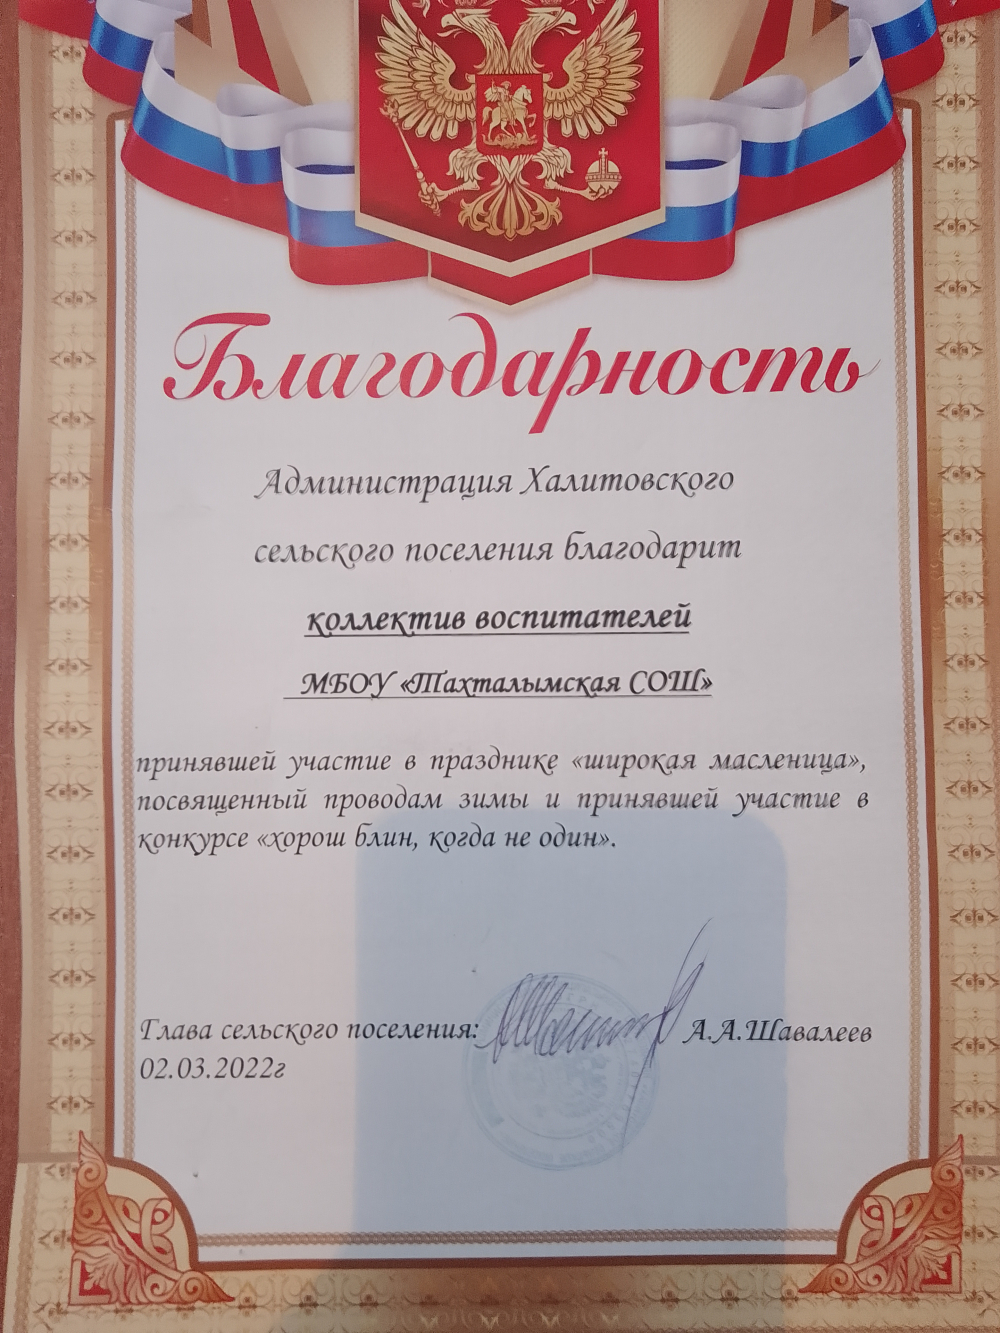 Благодарность
Администрация Халитовского
сельского поселения благодарит
коллектив воспитателей
МБОУ «Тахталымская СОШ»
принявшей участие в празднике «широкая масленица»,
посвященный проводам зимы и принявшей участие в
конкурсе «хорош блин, когда не один».
Глава сельского поселения: А.А.Шавалеев
02.03.2022г